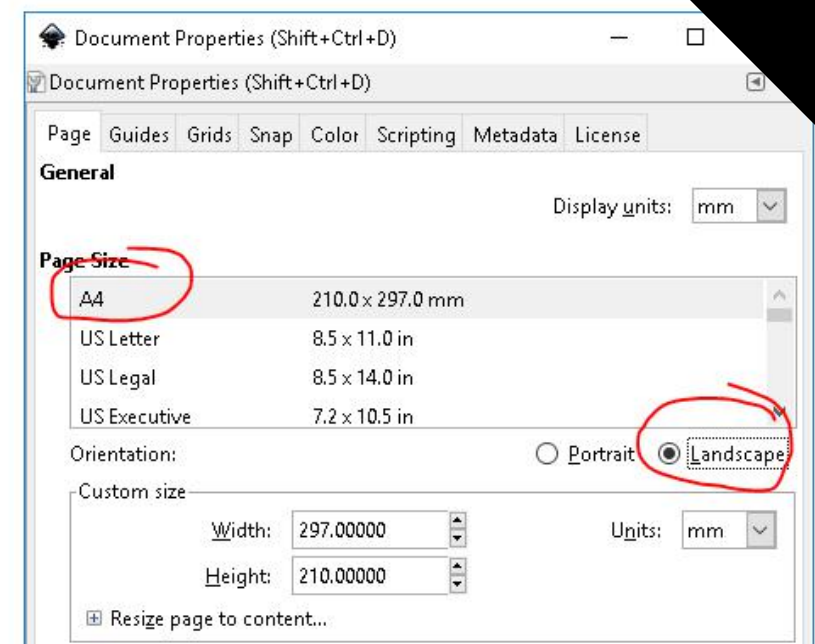 Document Properties (Shift+Ctrl+D)
Document Properties (Shift+Ctrl+D)
Page Guides Grids Snap Color Scripting Metadata License
General
Display units: mm
Page Size
A4 210.0 x 297.0 mm
US Letter 8.5 x 11.0 in
US Legal 8.5 x 14.0 in
US Executive 7.2 x 10.5 in
Orientation: Portrait Landscape
Custom size
Width: 297.00000 Units: mm
Height: 210.00000
Resize page to content...